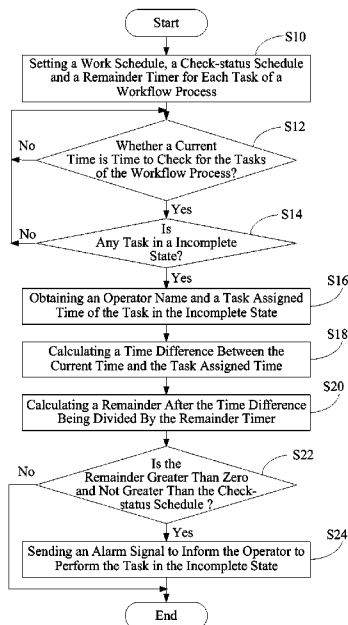 Start
S10
Setting a Work Schedule, a Check-status Schedule
and a Remainder Timer for Each Task of a
Workflow Process
S12
No
Whether a Current
Time is Time to Check for the Tasks
of the Workflow Process?
Yes
S14
No
Is
Any Task in a Incomplete
State?
Yes
S16
Obtaining an Operator Name and a Task Assigned
Time of the Task in the Incomplete State
S18
Calculating a Time Difference Between the
Current Time and the Task Assigned Time
S20
Calculating a Remainder After the Time Difference
Being Divided By the Remainder Timer
S22
No
Is the
Remainder Greater Than Zero
and Not Greater Than the Check-
status Schedule ?
Yes
S24
Sending an Alarm Signal to Inform the Operator to
Perform the Task in the Incomplete State
End